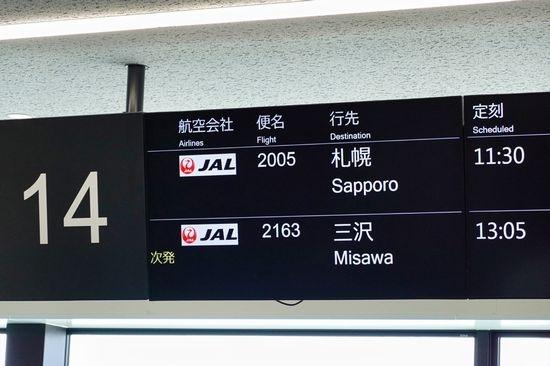 14
航空会社 便名 行先 定刻
Airlines Flight Destination Scheduled
JAL 2005 札幌 11:30
Sapporo
JAL 2163 三沢 13:05
次発 Misawa